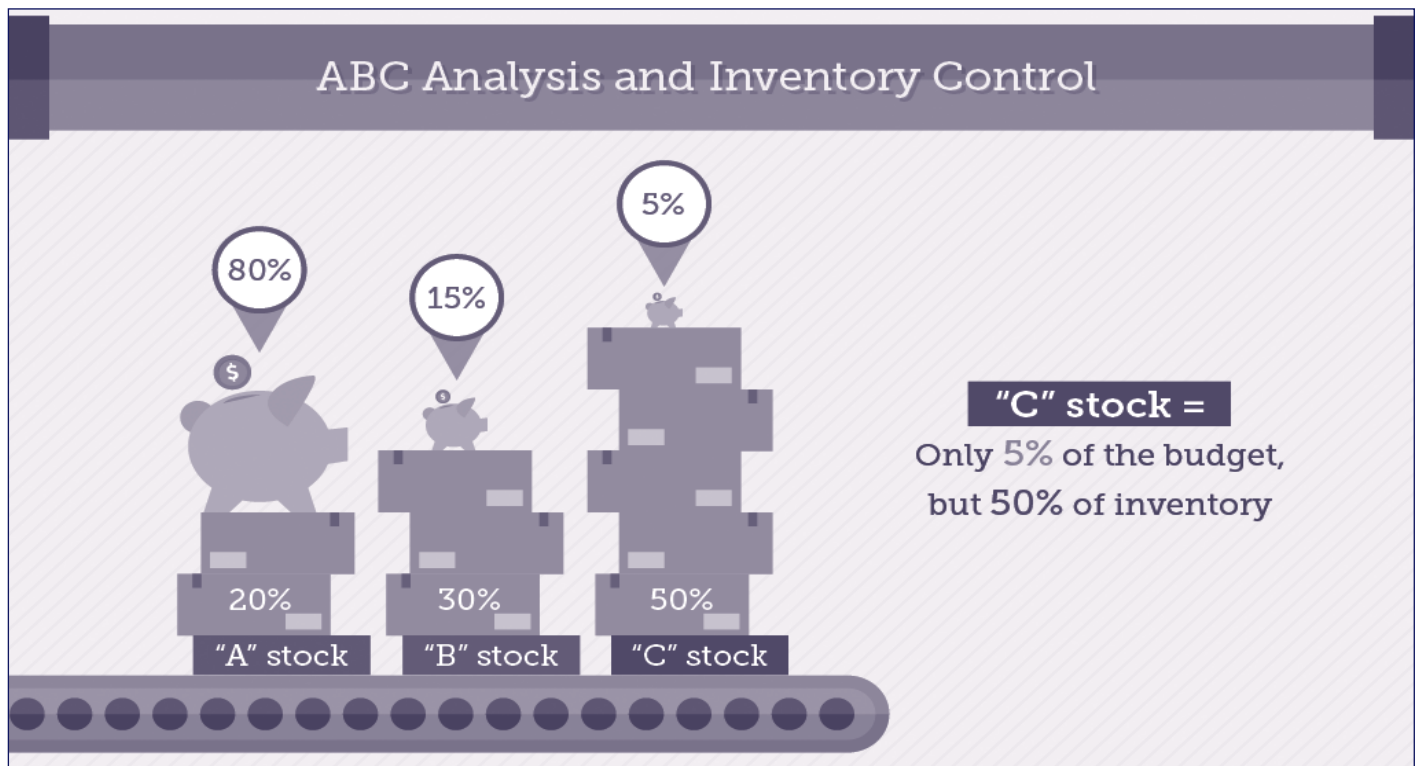 ABC Analysis and Inventory Control
5%
80%
15%
$
$
$
“C” stock =
Only 5% of the budget,
but 50% of inventory
20%
30%
50%
“A” stock
“B” stock
“C” stock